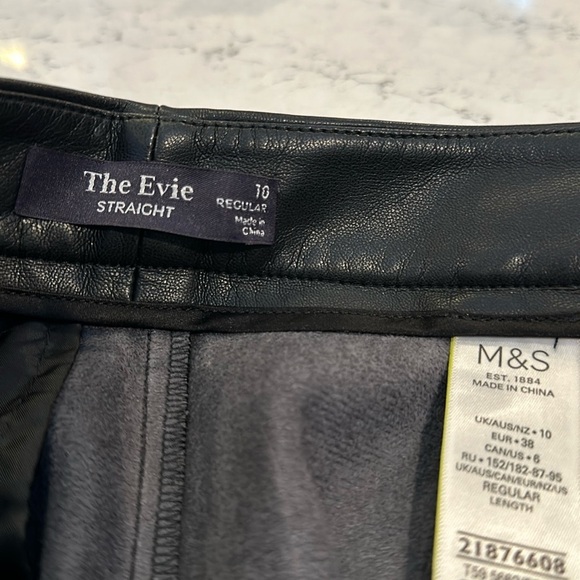 The Evie
STRAIGHT
10
REGULAR
Made in
China
M&S
EST. 1884
MADE IN CHINA
UK/AUS/NZ • 10
EUR • 38
CAN/US • 6
RU • 152/182-87-95
UK/AUS/CAN/EUR/NZ/US
REGULAR
LENGTH
21876608
T59